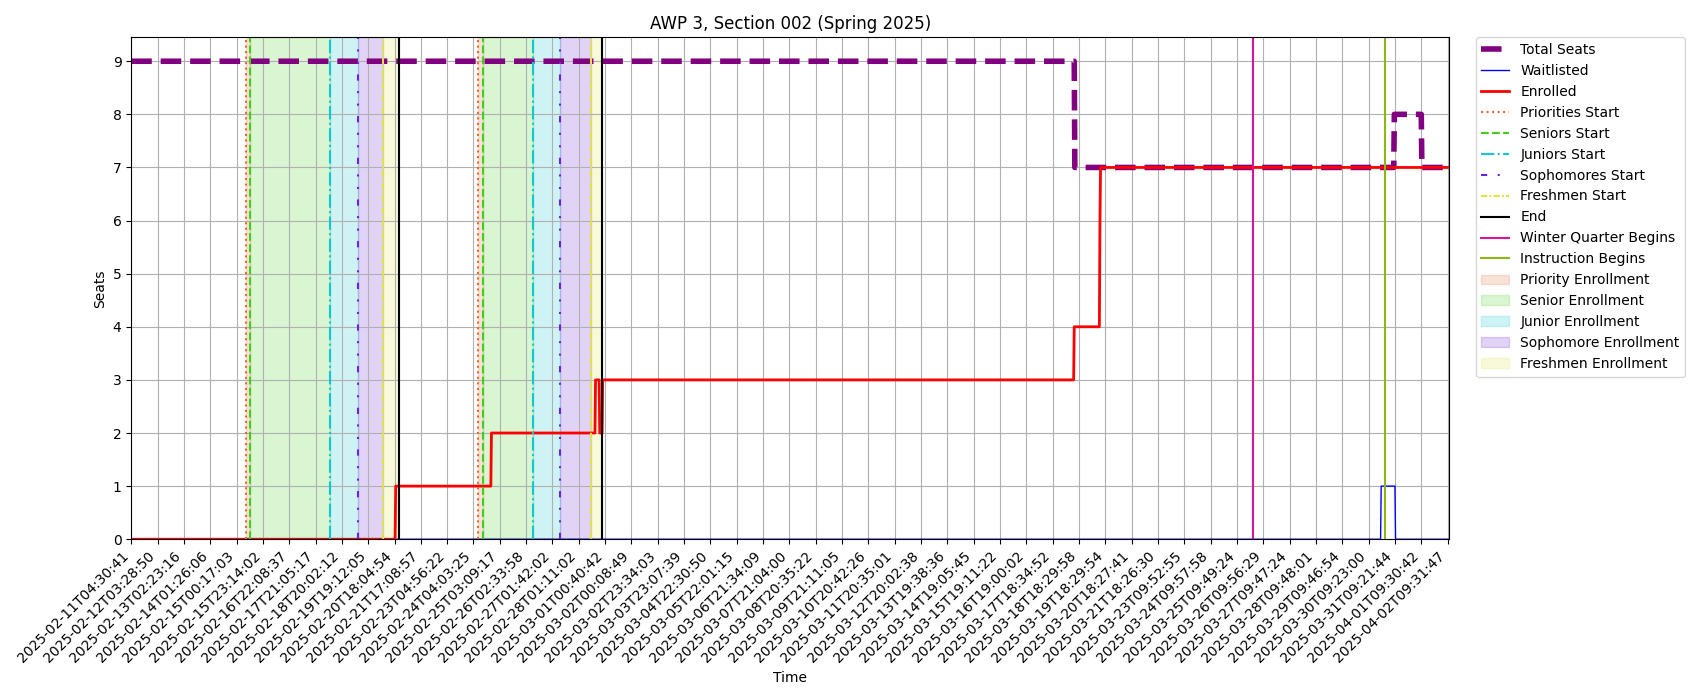 AWP 3, Section 002 (Spring 2025)
Seats
9
8
7
6
5
4
3
2
1
0
2025-02-11T04:30:41
2025-02-12T03:28:50
2025-02-13T02:23:16
2025-02-14T01:26:06
2025-02-15T00:17:03
2025-02-15T23:14:02
2025-02-16T22:08:37
2025-02-17T21:05:17
2025-02-18T20:02:12
2025-02-19T19:12:05
2025-02-20T18:04:54
2025-02-21T17:08:57
2025-02-23T04:56:22
2025-02-24T04:03:25
2025-02-25T03:09:17
2025-02-26T02:33:58
2025-02-27T01:42:02
2025-02-28T01:11:02
2025-03-01T00:40:42
2025-03-02T00:08:49
2025-03-02T23:34:03
2025-03-03T23:07:39
2025-03-04T22:30:50
2025-03-05T22:01:15
2025-03-06T21:34:09
2025-03-07T21:04:00
2025-03-08T20:35:22
2025-03-09T21:11:05
2025-03-10T20:42:26
2025-03-11T20:35:01
2025-03-12T20:02:38
2025-03-13T19:38:36
2025-03-14T19:05:45
2025-03-15T19:11:22
2025-03-16T19:00:02
2025-03-17T18:34:52
2025-03-18T18:29:58
2025-03-19T18:29:54
2025-03-20T18:27:41
2025-03-21T18:26:30
2025-03-23T09:52:55
2025-03-24T09:57:58
2025-03-25T09:49:24
2025-03-26T09:56:29
2025-03-27T09:47:24
2025-03-28T09:48:01
2025-03-29T09:46:54
2025-03-30T09:23:00
2025-03-31T09:21:44
2025-04-01T09:30:42
2025-04-02T09:31:47
Time
Total Seats
Waitlisted
Enrolled
Priorities Start
Seniors Start
Juniors Start
Sophomores Start
Freshmen Start
End
Winter Quarter Begins
Instruction Begins
Priority Enrollment
Senior Enrollment
Junior Enrollment
Sophomore Enrollment
Freshmen Enrollment